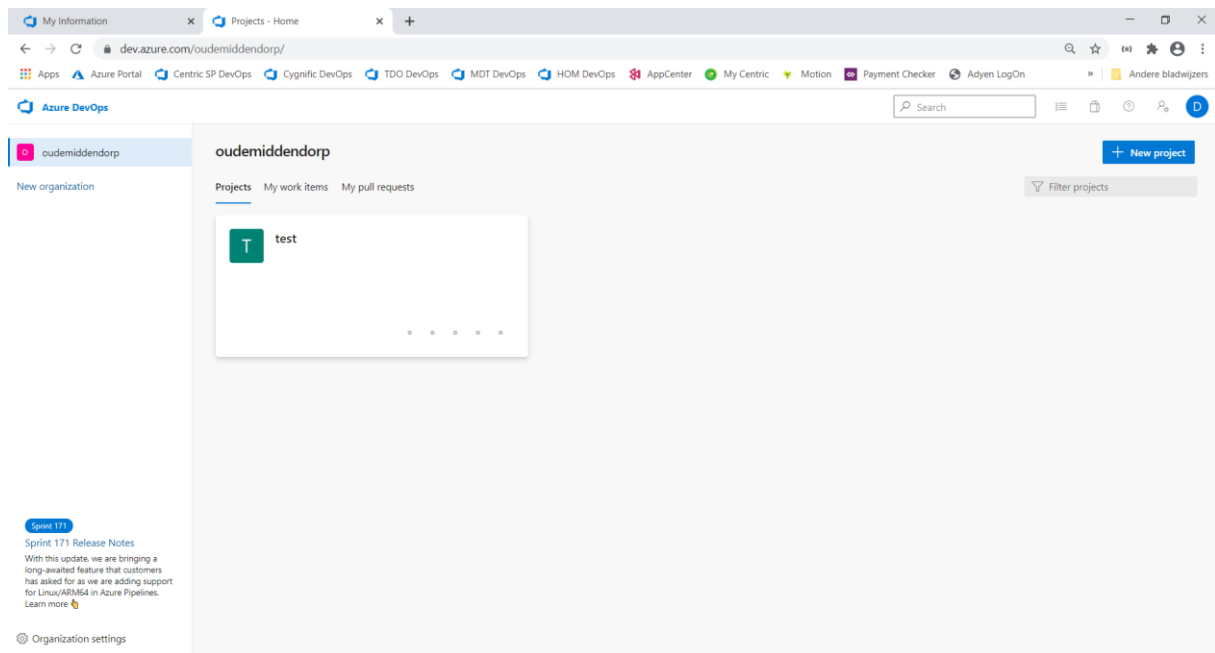 My Information
Projects - Home
dev.azure.com/oudemiddendorp/
Apps Azure Portal Centric SP DevOps Cygnific DevOps TDO DevOps MDT DevOps HOM DevOps AppCenter My Centric Motion Payment Checker Adyen LogOn » Andere bladwijzers
Azure DevOps
Search
D
O oudemiddendorp
New organization
oudemiddendorp
+ New project
Projects My work items My pull requests
Filter projects
T test
Sprint 171
Sprint 171 Release Notes
With this update, we are bringing a
long-awaited feature that customers
has asked for as we are adding support
for Linux/ARM64 in Azure Pipelines.
Learn more
Organization settings